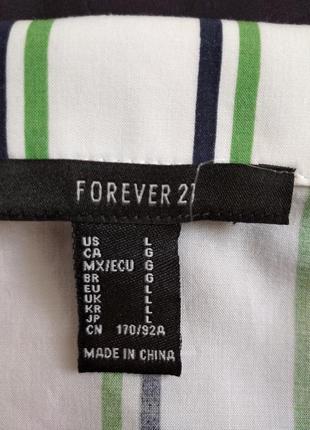 FOREVER 21
US L
CA G
MX/ECU G
BR G
EU L
UK L
KR L
JP L
CN 170/92A
MADE IN CHINA